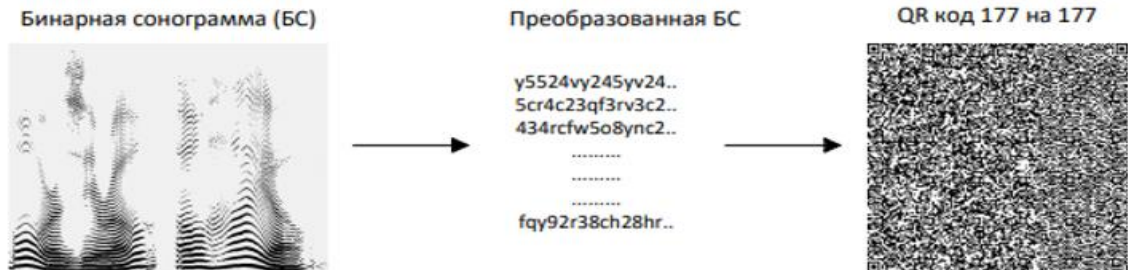 Бинарная сонограмма (БС)
Преобразованная БС
QR код 177 на 177
y5524vy245yv24..
5cr4c23qf3rv3c2..
434rcfw5o8ync2..
.........
.........
.........
fqy92r38ch28hr..